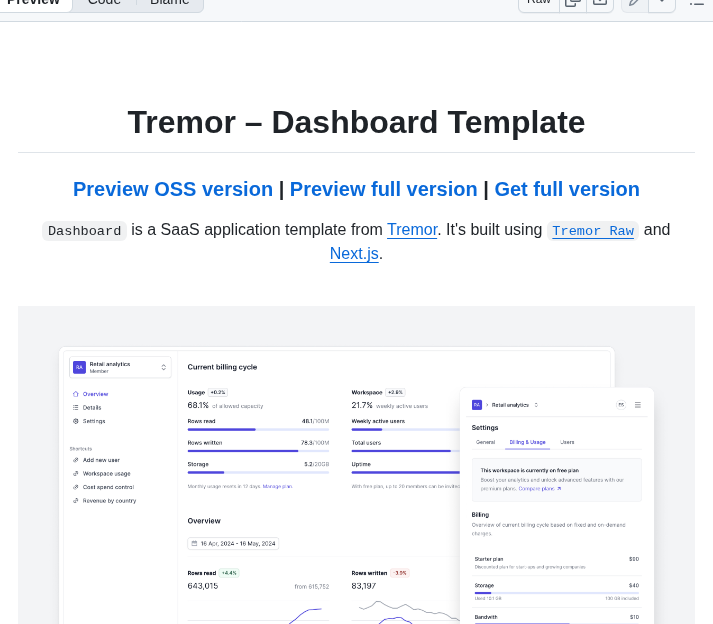 Preview Code Blame Raw
Tremor – Dashboard Template
Preview OSS version | Preview full version | Get full version
Dashboard is a SaaS application template from Tremor. It's built using Tremor Raw and
Next.js.
RA Retail analytics
Member
Overview
Details
Settings
Shortcuts
Add new user
Workspace usage
Cost spend control
Revenue by country
Current billing cycle
Usage +0.2%
68.1% of allowed capacity
Rows read 48.1/100M
Rows written 78.3/100M
Storage 5.2/20GB
Monthly usage resets in 12 days. Manage plan
Workspace +2.6%
21.7% weekly active users
Weekly active users
Total users
Uptime
With free plan, up to 20 members can be invited
Overview
16 Apr, 2024 - 16 May, 2024
Rows read +4.4%
643,015 from 615,752
Rows written
83,197
RA Retail analytics ES
Settings
General Billing & Usage Users
This workspace is currently on free plan
Boost your analytics and usage with advanced features with our
premium plans. Compare plans
Billing
Overview of current billing cycle based on fixed and on-demand
charges.
Starter plan $90
Discounted plan for start-ups and growing companies
Storage $40
Used 10.1 GB
Bandwith $10